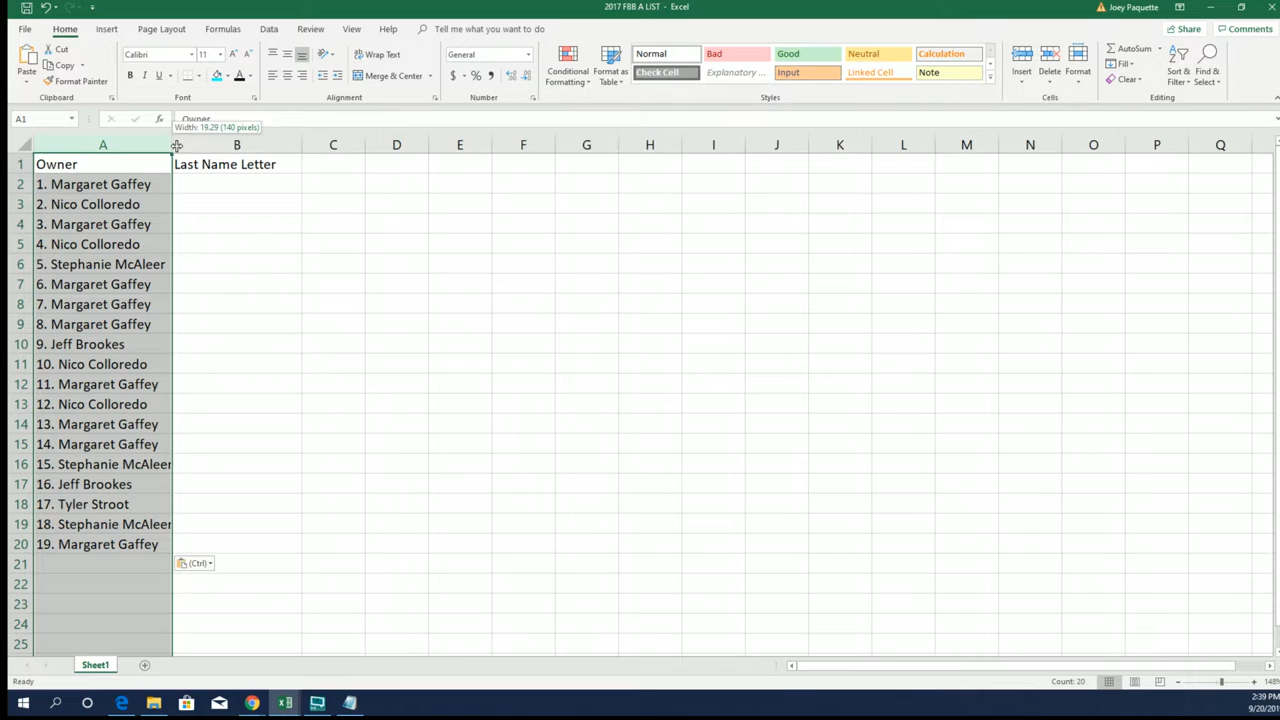 2017 FBB A LIST - Excel
Joey Paquette
File Home Insert Page Layout Formulas Data Review View Help Tell me what you want to do
Share Comments
Cut
Copy
Format Painter
Paste
Clipboard
Calibri 11
B I U
Font
Wrap Text
Merge & Center
Alignment
General
$ % ,
Number
Conditional Formatting
Format as Table
Normal Bad Good Neutral Calculation
Check Cell Explanatory ... Input Linked Cell Note
Styles
Insert Delete Format
Cells
AutoSum
Fill
Clear
Sort & Filter
Find & Select
Editing
A1 fx Owner
Width: 19.29 (140 pixels)
A B C D E F G H I J K L M N O P Q
1 Owner Last Name Letter
2 1. Margaret Gaffey
3 2. Nico Colloredo
4 3. Margaret Gaffey
5 4. Nico Colloredo
6 5. Stephanie McAleer
7 6. Margaret Gaffey
8 7. Margaret Gaffey
9 8. Margaret Gaffey
10 9. Jeff Brookes
11 10. Nico Colloredo
12 11. Margaret Gaffey
13 12. Nico Colloredo
14 13. Margaret Gaffey
15 14. Margaret Gaffey
16 15. Stephanie McAleer
17 16. Jeff Brookes
18 17. Tyler Stroot
19 18. Stephanie McAleer
20 19. Margaret Gaffey
21 (Ctrl)
22
23
24
25
Sheet1
Ready Count: 20 148%
2:39 PM
9/20/201